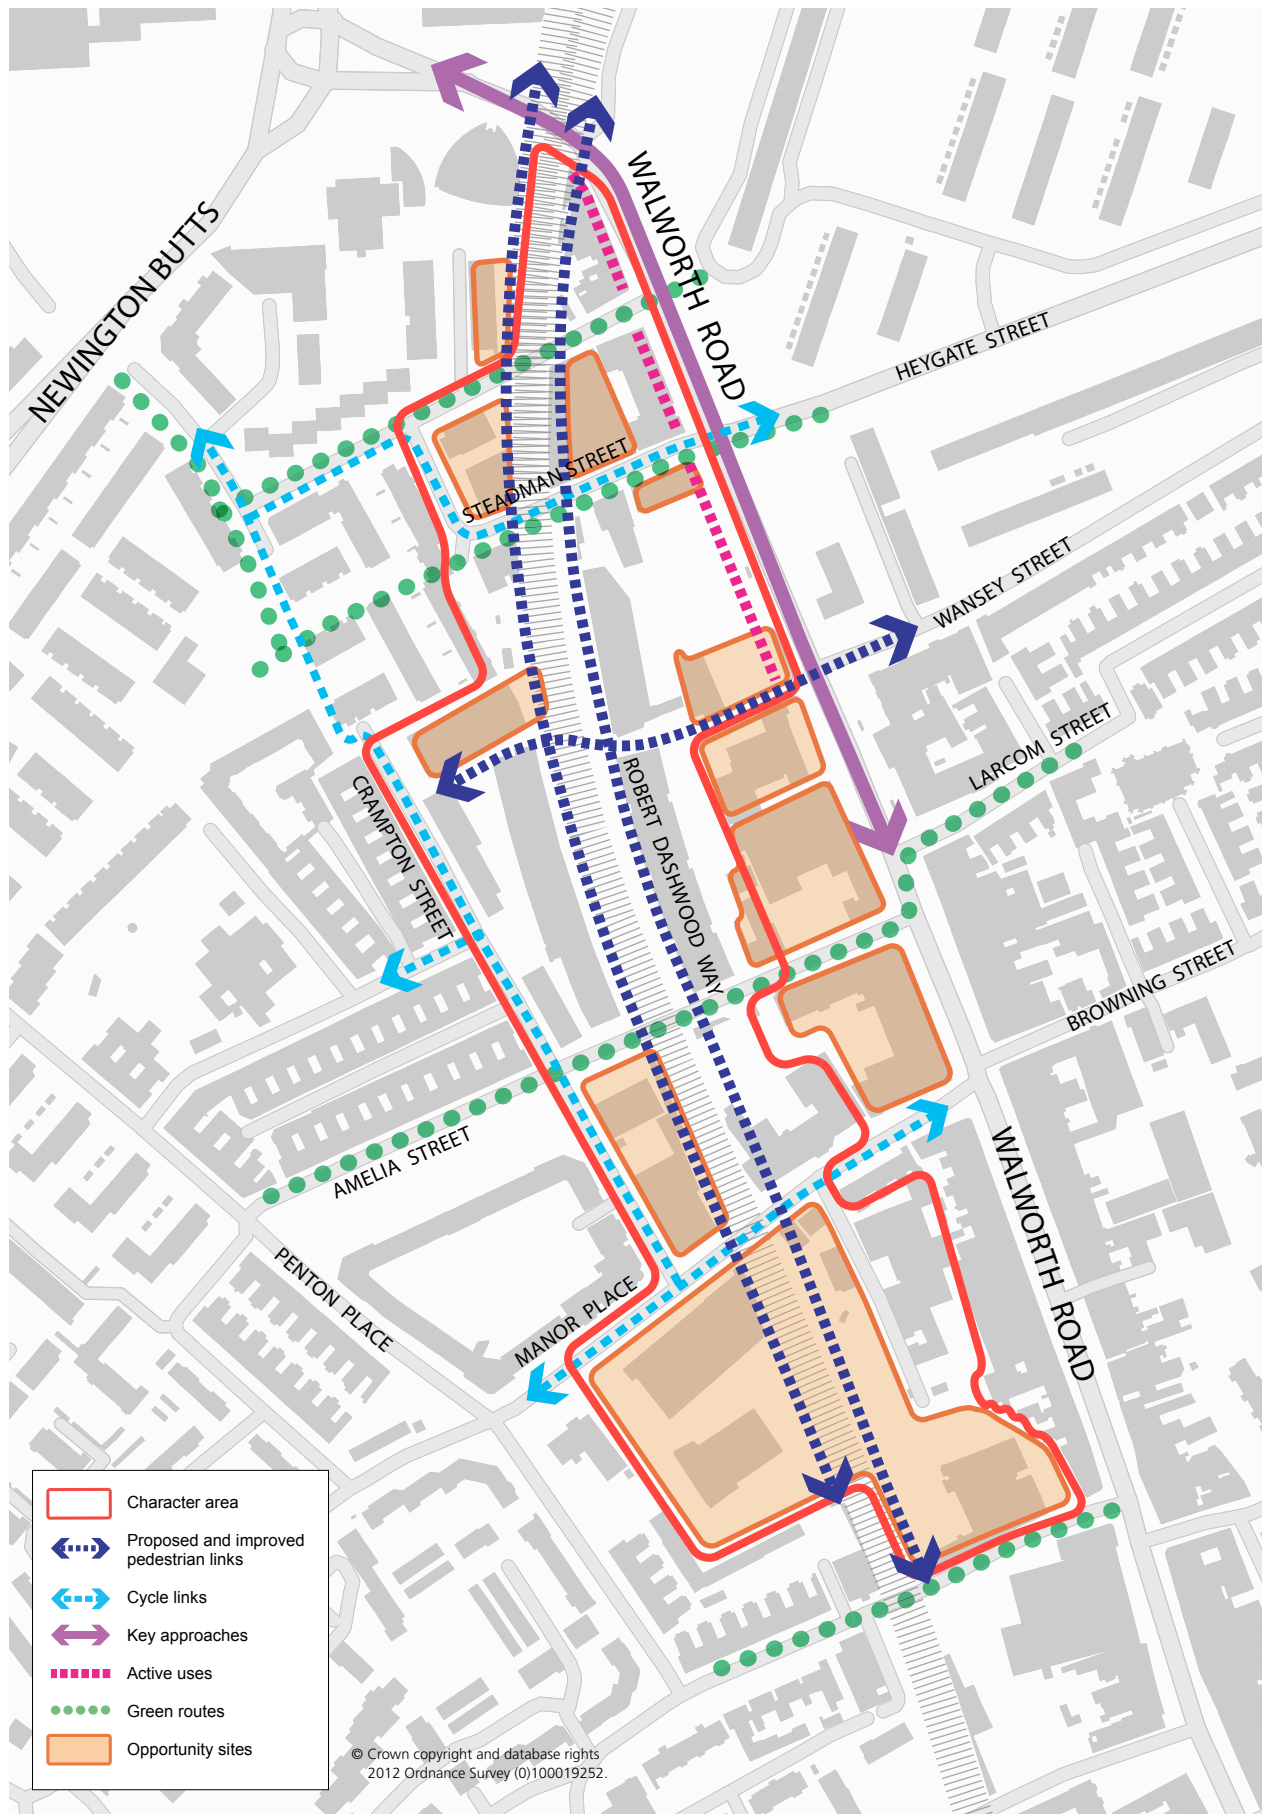 WALWORTH ROAD
NEWINGTON BUTTS
HEYGATE STREET
STEADMAN STREET
WANSEY STREET
LARCOM STREET
CRAMPTON STREET
ROBERT DASHWOOD WAY
BROWNING STREET
AMELIA STREET
WALWORTH ROAD
PENTON PLACE
MANOR PLACE
Character area
Proposed and improved
pedestrian links
Cycle links
Key approaches
Active uses
Green routes
Opportunity sites
© Crown copyright and database rights
2012 Ordnance Survey (0)100019252.